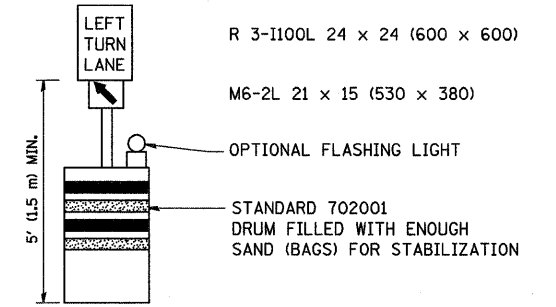 LEFT
TURN
LANE
R 3-I100L 24 x 24 (600 x 600)
M6-2L 21 x 15 (530 x 380)
OPTIONAL FLASHING LIGHT
5' (1.5 m) MIN.
STANDARD 702001
DRUM FILLED WITH ENOUGH
SAND (BAGS) FOR STABILIZATION